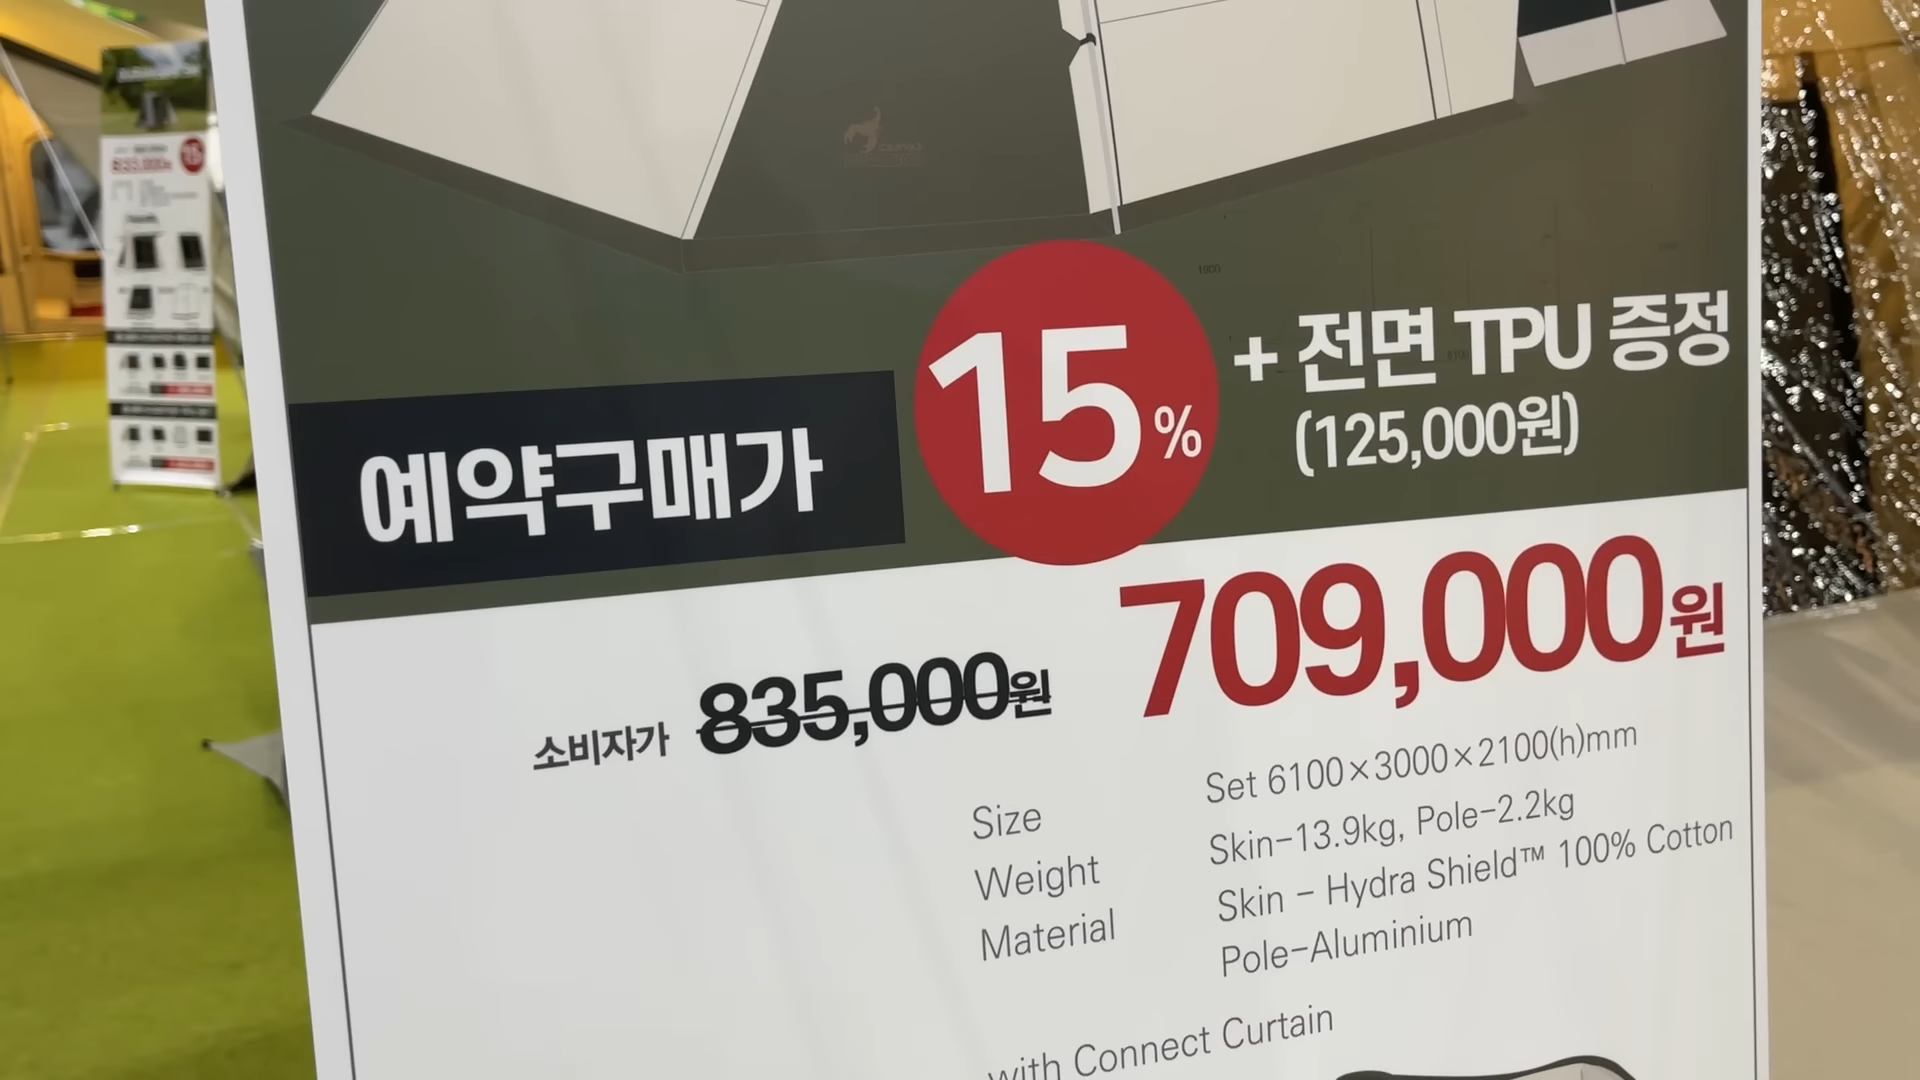 1900
15%
+ 전면 TPU 증정
(125,000원)
예약구매가
709,000원
소비자가 835,000원
Size Set 6100×3000×2100(h)mm
Weight Skin-13.9kg, Pole-2.2kg
Material Skin - Hydra Shield™ 100% Cotton
Pole-Aluminium
with Connect Curtain